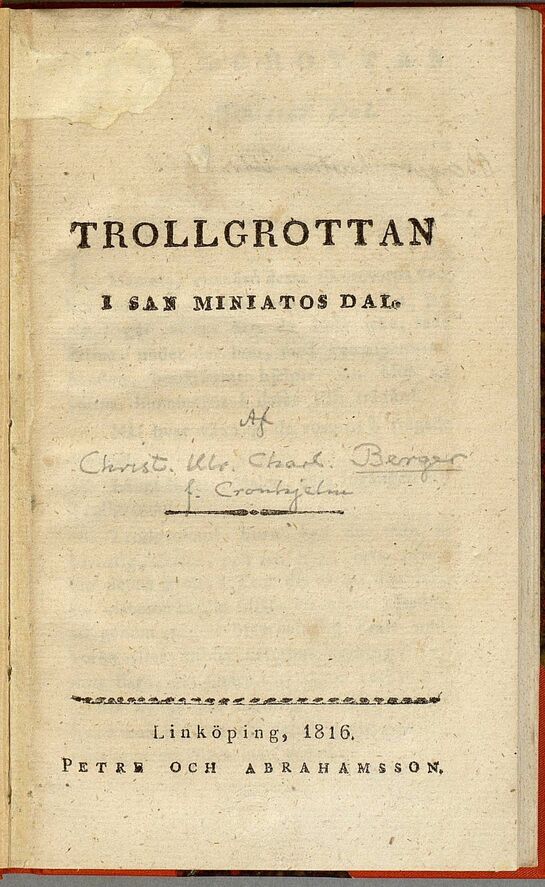 TROLLGROTTAN
I SAN MINIATOS DAL.
Af
Christ. Ulr. Charl. Berger
f. Cronhjelm
Linköping, 1816.
PETRE OCH ABRAHAMSSON.